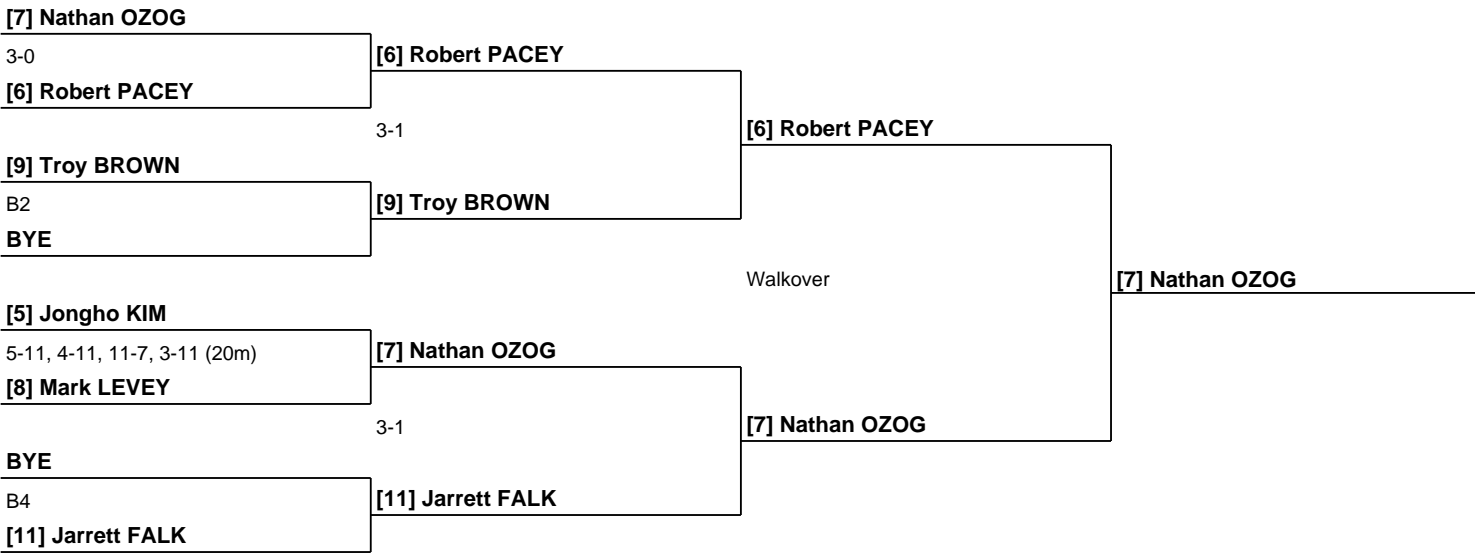 [7] Nathan OZOG
3-0
[6] Robert PACEY
[6] Robert PACEY
3-1
[6] Robert PACEY
[9] Troy BROWN
B2
[9] Troy BROWN
BYE
Walkover
[7] Nathan OZOG
[5] Jongho KIM
5-11, 4-11, 11-7, 3-11 (20m)
[7] Nathan OZOG
[8] Mark LEVEY
3-1
[7] Nathan OZOG
BYE
B4
[11] Jarrett FALK
[11] Jarrett FALK